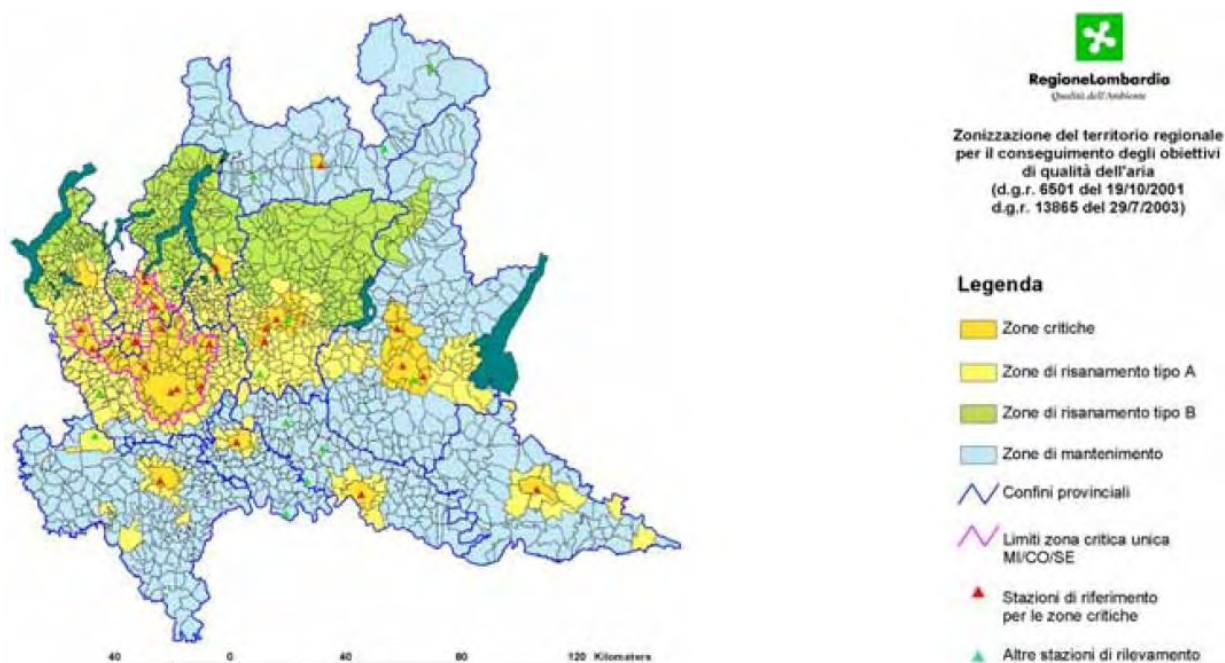 RegioneLombardia
Qualità dell'Ambiente
Zonizzazione del territorio regionale
per il conseguimento degli obiettivi
di qualità dell'aria
(d.g.r. 6501 del 19/10/2001
d.g.r. 13865 del 29/7/2003)
Legenda
Zone critiche
Zone di risanamento tipo A
Zone di risanamento tipo B
Zone di mantenimento
Confini provinciali
Limiti zona critica unica
MI/CO/SE
Stazioni di riferimento
per le zone critiche
Altre stazioni di rilevamento
40 0 40 80 120 Kilometers